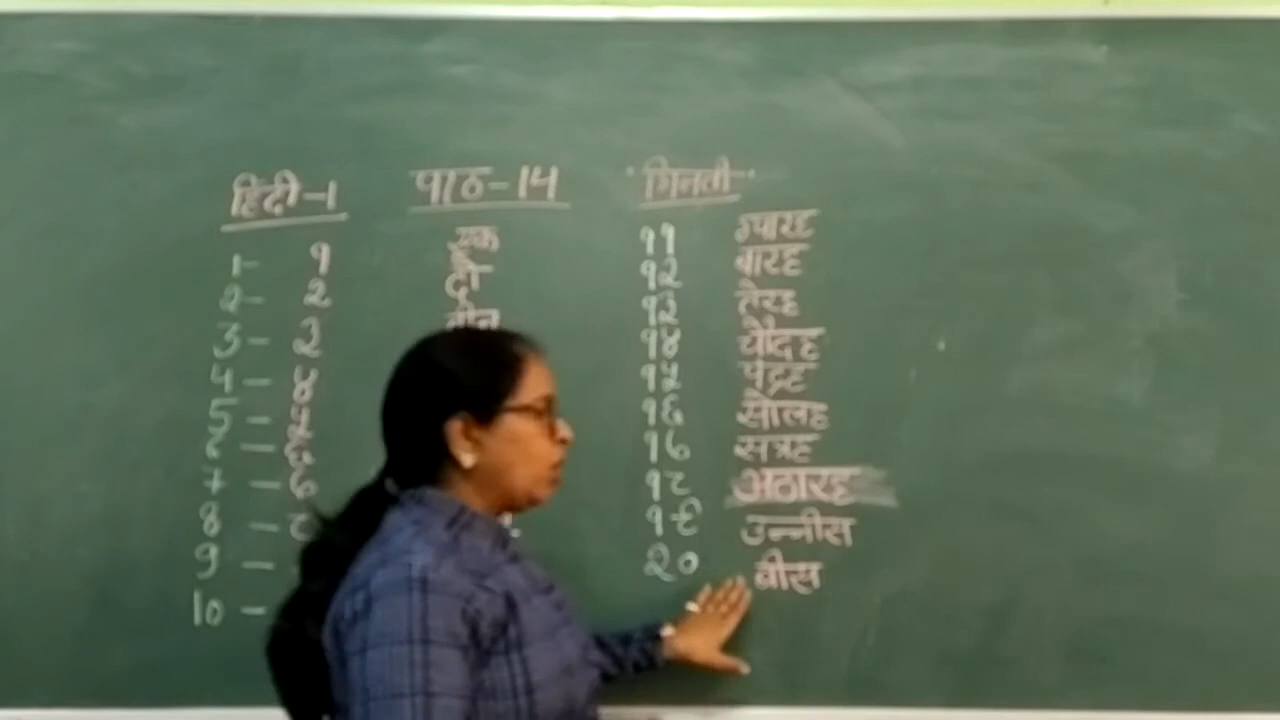 हिंदी-1 पाठ-14 गिनती
1- १ एक ११ ग्यारह
2- २ दो १२ बारह
3- ३ तीन १३ तेरह
4- ४ १४ चौदह
5- ५ १५ पंद्रह
६ १६ सोलह
7- ७ १७ सत्रह
8- ८ १८ अठारह
9- १९ उन्नीस
10- २० बीस